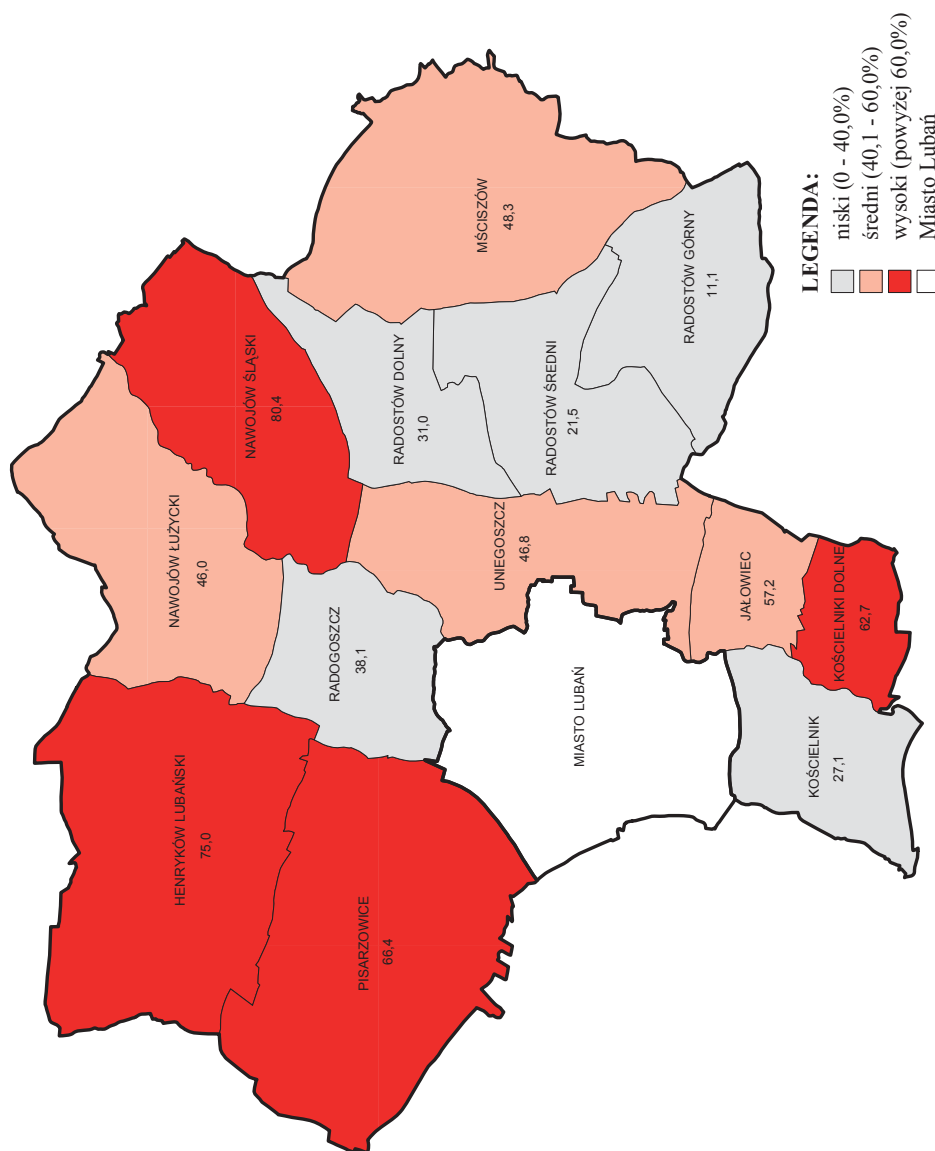 HENRYKÓW LUBAŃSKI
75,0
PISARZOWICE
66,4
NAWOJÓW ŁUŻYCKI
46,0
RADOGOSZCZ
38,1
NAWOJÓW ŚLĄSKI
80,4
MIASTO LUBAŃ
UNIEGOSZCZ
46,8
RADOSTÓW DOLNY
31,0
MŚCISZÓW
48,3
RADOSTÓW ŚREDNI
21,5
RADOSTÓW GÓRNY
11,1
JAŁOWIEC
57,2
KOŚCIELNIKI DOLNE
62,7
KOŚCIELNIK
27,1
LEGENDA:
niski (0 - 40,0%)
średni (40,1 - 60,0%)
wysoki (powyżej 60,0%)
Miasto Lubań